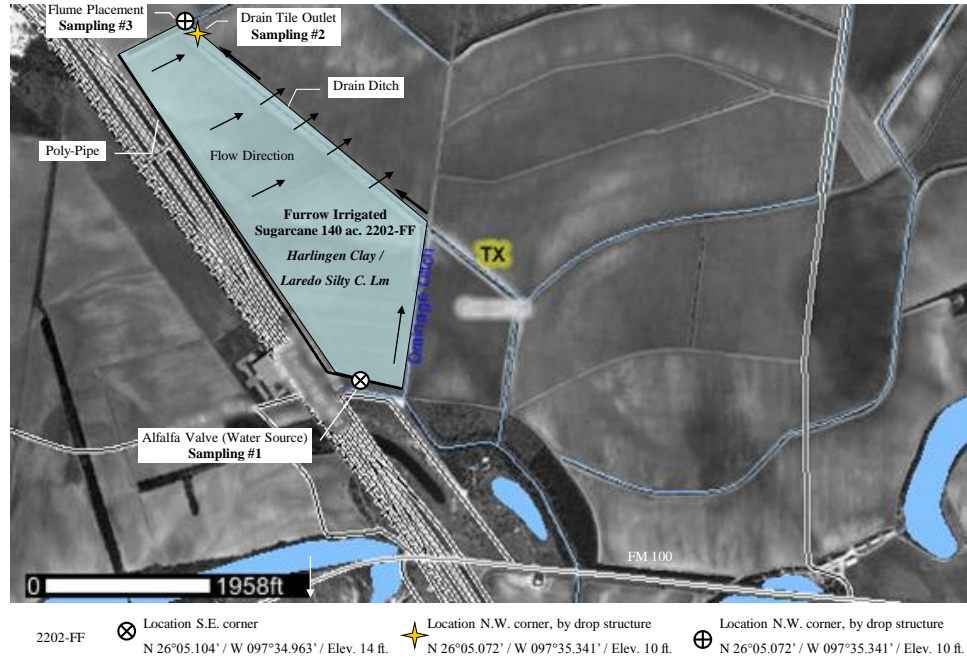 Flume Placement
Sampling #3
Drain Tile Outlet
Sampling #2
Drain Ditch
Poly-Pipe
Flow Direction
Furrow Irrigated
Sugarcane 140 ac. 2202-FF
Harlingen Clay /
Laredo Silty C. Lm
TX
Drainage Ditch
Alfalfa Valve (Water Source)
Sampling #1
FM 100
0 1958ft
2202-FF
Location S.E. corner
N 26°05.104’ / W 097°34.963’ / Elev. 14 ft.
Location N.W. corner, by drop structure
N 26°05.072’ / W 097°35.341’ / Elev. 10 ft.
Location N.W. corner, by drop structure
N 26°05.072’ / W 097°35.341’ / Elev. 10 ft.